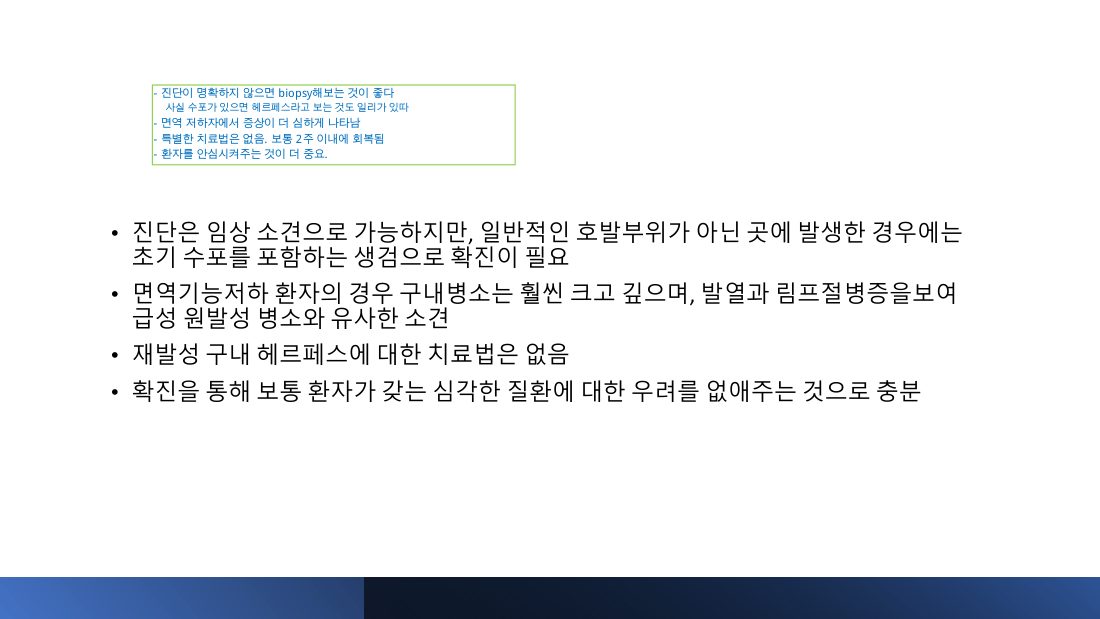 - 진단이 명확하지 않으면 biopsy해보는 것이 좋다
사실 수포가 있으면 헤르페스라고 보는 것도 일리가 있따
- 면역 저하자에서 증상이 더 심하게 나타남
- 특별한 치료법은 없음. 보통 2주 이내에 회복됨
- 환자를 안심시켜주는 것이 더 중요.
• 진단은 임상 소견으로 가능하지만, 일반적인 호발부위가 아닌 곳에 발생한 경우에는
초기 수포를 포함하는 생검으로 확진이 필요
• 면역기능저하 환자의 경우 구내병소는 훨씬 크고 깊으며, 발열과 림프절병증을보여
급성 원발성 병소와 유사한 소견
• 재발성 구내 헤르페스에 대한 치료법은 없음
• 확진을 통해 보통 환자가 갖는 심각한 질환에 대한 우려를 없애주는 것으로 충분